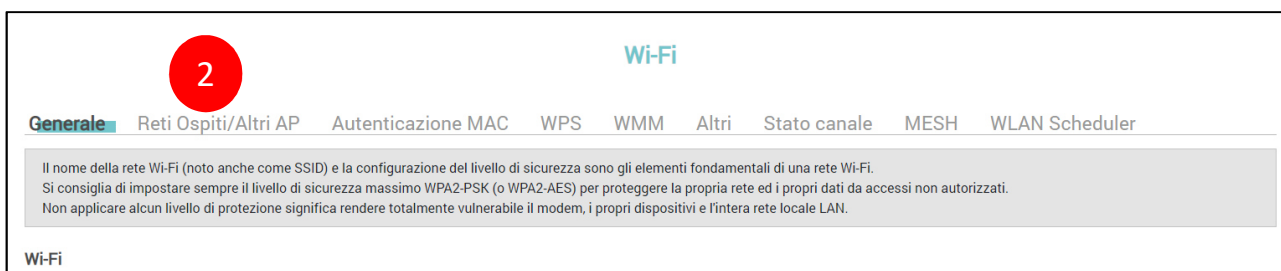 Wi-Fi
2
Generale Reti Ospiti/Altri AP Autenticazione MAC WPS WMM Altri Stato canale MESH WLAN Scheduler
Il nome della rete Wi-Fi (noto anche come SSID) e la configurazione del livello di sicurezza sono gli elementi fondamentali di una rete Wi-Fi.
Si consiglia di impostare sempre il livello di sicurezza massimo WPA2-PSK (o WPA2-AES) per proteggere la propria rete ed i propri dati da accessi non autorizzati.
Non applicare alcun livello di protezione significa rendere totalmente vulnerabile il modem, i propri dispositivi e l'intera rete locale LAN.
Wi-Fi